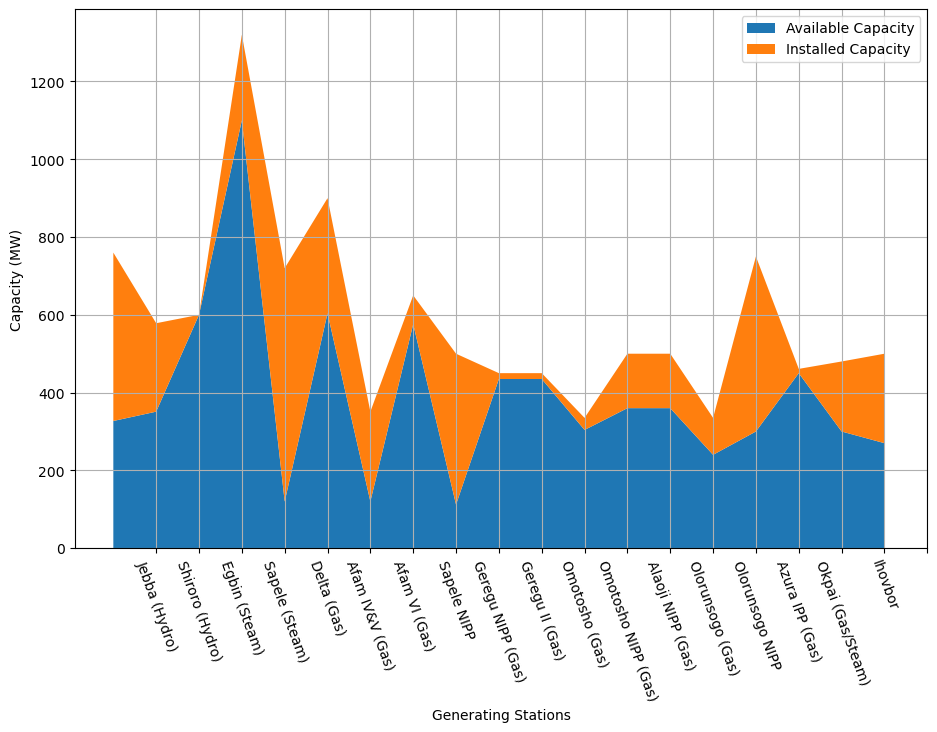 Available Capacity
Installed Capacity
1200
1000
800
600
400
200
0
Capacity (MW)
Jebba (Hydro)
Shiroro (Hydro)
Egbin (Steam)
Sapele (Steam)
Delta (Gas)
Afam IV&V (Gas)
Afam VI (Gas)
Sapele NIPP
Geregu NIPP (Gas)
Geregu II (Gas)
Omotosho (Gas)
Omotosho NIPP (Gas)
Alaoji NIPP (Gas)
Olorunsogo (Gas)
Olorunsogo NIPP
Azura IPP (Gas)
Okpai (Gas/Steam)
Ihovbor
Generating Stations